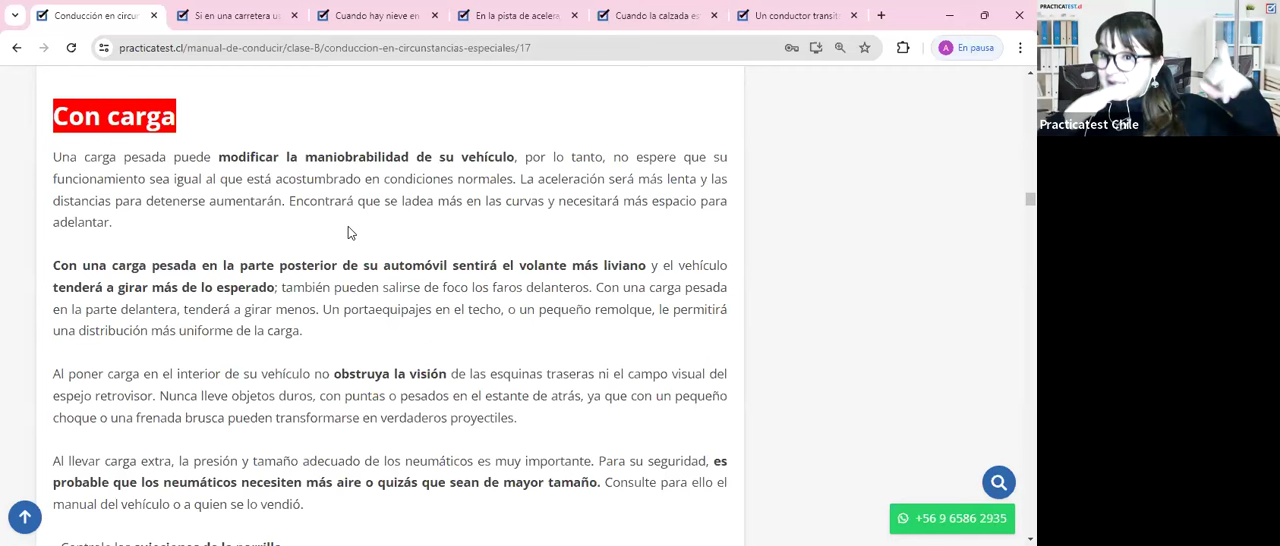 Conducción en circun
Si en una carretera ub
Cuando hay nieve en
En la pista de acelera
Cuando la calzada es
Un conductor transit
practicatest.cl/manual-de-conducir/clase-B/conduccion-en-circunstancias-especiales/17
A En pausa
PRACTICATEST.cl
Practicatest Chile
Con carga
Una carga pesada puede modificar la maniobrabilidad de su vehículo, por lo tanto, no espere que su
funcionamiento sea igual al que está acostumbrado en condiciones normales. La aceleración será más lenta y las
distancias para detenerse aumentarán. Encontrará que se ladea más en las curvas y necesitará más espacio para
adelantar.
Con una carga pesada en la parte posterior de su automóvil sentirá el volante más liviano y el vehículo
tenderá a girar más de lo esperado; también pueden salirse de foco los faros delanteros. Con una carga pesada
en la parte delantera, tenderá a girar menos. Un portaequipajes en el techo, o un pequeño remolque, le permitirá
una distribución más uniforme de la carga.
Al poner carga en el interior de su vehículo no obstruya la visión de las esquinas traseras ni el campo visual del
espejo retrovisor. Nunca lleve objetos duros, con puntas o pesados en el estante de atrás, ya que con un pequeño
choque o una frenada brusca pueden transformarse en verdaderos proyectiles.
Al llevar carga extra, la presión y tamaño adecuado de los neumáticos es muy importante. Para su seguridad, es
probable que los neumáticos necesiten más aire o quizás que sean de mayor tamaño. Consulte para ello el
manual del vehículo o a quien se lo vendió.
+56 9 6586 2935